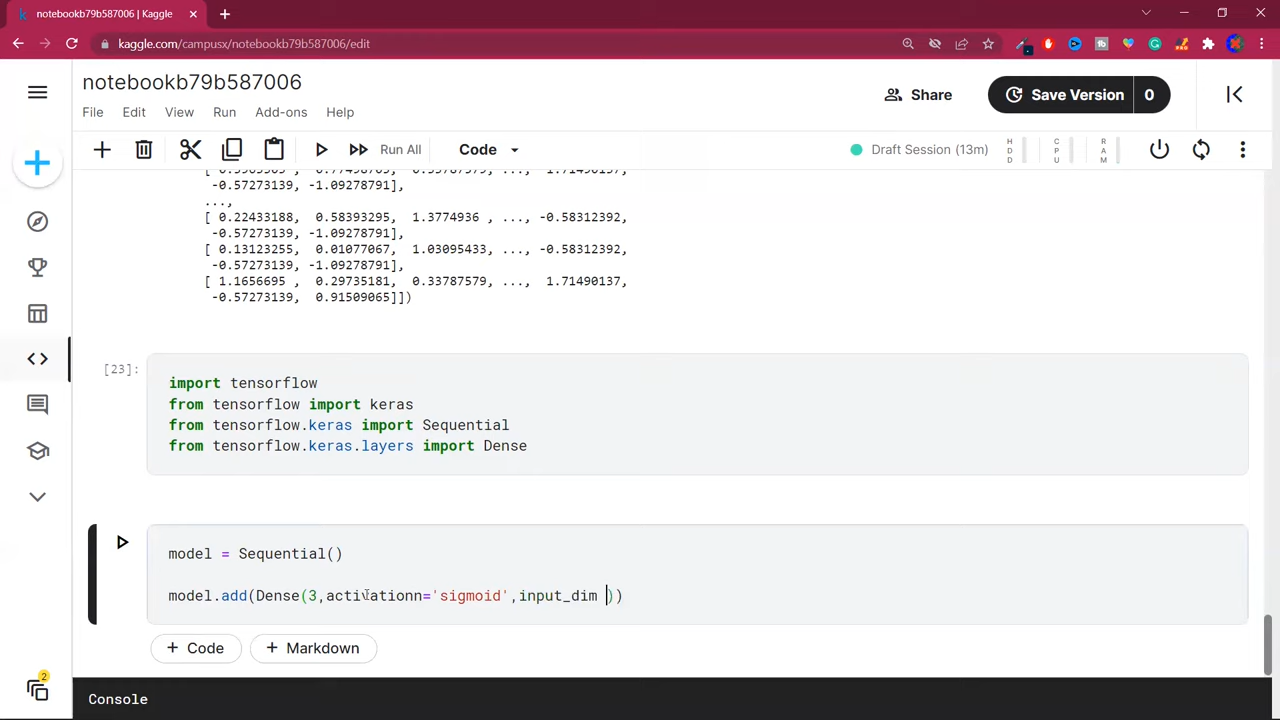 notebookb79b587006 | Kaggle
kaggle.com/campusx/notebookb79b587006/edit
notebookb79b587006
File Edit View Run Add-ons Help
Share
Save Version 0
Run All
Code
Draft Session (13m)
HDD
CPU
RAM
-0.57273139, -1.09278791],
...,
[ 0.22433188, 0.58393295, 1.3774936 , ..., -0.58312392,
-0.57273139, -1.09278791],
[ 0.13123255, 0.01077067, 1.03095433, ..., -0.58312392,
-0.57273139, -1.09278791],
[ 1.1656695 , 0.29735181, 0.33787579, ..., 1.71490137,
-0.57273139, 0.91509065]])
[23]:
import tensorflow
from tensorflow import keras
from tensorflow.keras import Sequential
from tensorflow.keras.layers import Dense
model = Sequential()
model.add(Dense(3,activationn='sigmoid',input_dim ))
+ Code
+ Markdown
2
Console